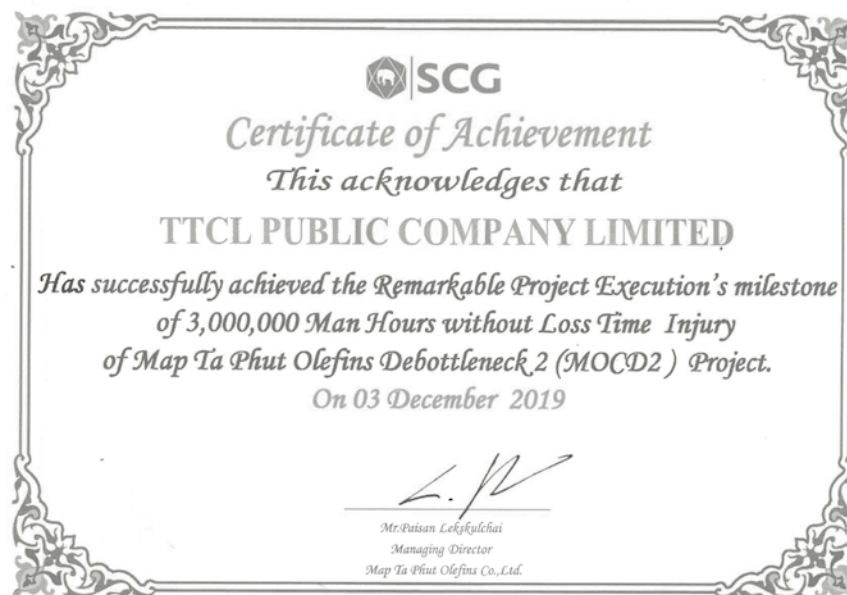 SCG
Certificate of Achievement
This acknowledges that
TTCL PUBLIC COMPANY LIMITED
Has successfully achieved the Remarkable Project Execution's milestone
of 3,000,000 Man Hours without Loss Time Injury
of Map Ta Phut Olefins Debottleneck 2 (MOCD2 ) Project.
On 03 December 2019
Mr.Paisan Lekskulchai
Managing Director
Map Ta Phut Olefins Co.,Ltd.